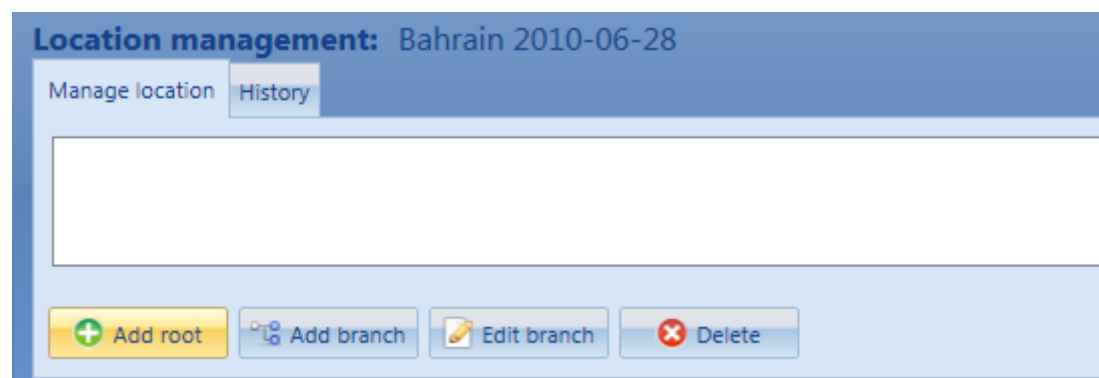 Location management: Bahrain 2010-06-28
Manage location History
Add root Add branch Edit branch Delete